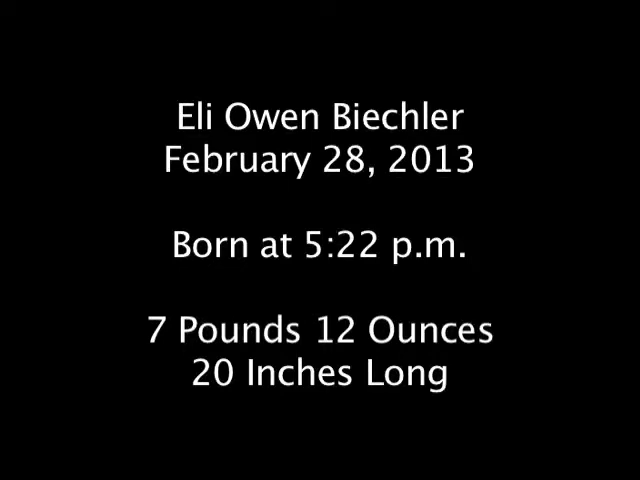 Eli Owen Biechler
February 28, 2013
Born at 5:22 p.m.
7 Pounds 12 Ounces
20 Inches Long